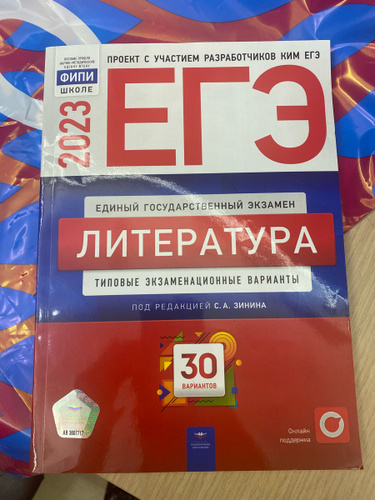 ПРОЕКТ С УЧАСТИЕМ РАЗРАБОТЧИКОВ КИМ ЕГЭ
ФИПИ
ШКОЛЕ
2023
ЕГЭ
ЕДИНЫЙ ГОСУДАРСТВЕННЫЙ ЭКЗАМЕН
ЛИТЕРАТУРА
ТИПОВЫЕ ЭКЗАМЕНАЦИОННЫЕ ВАРИАНТЫ
ПОД РЕДАКЦИЕЙ С.А. ЗИНИНА
30
ВАРИАНТОВ
Онлайн
поддержка